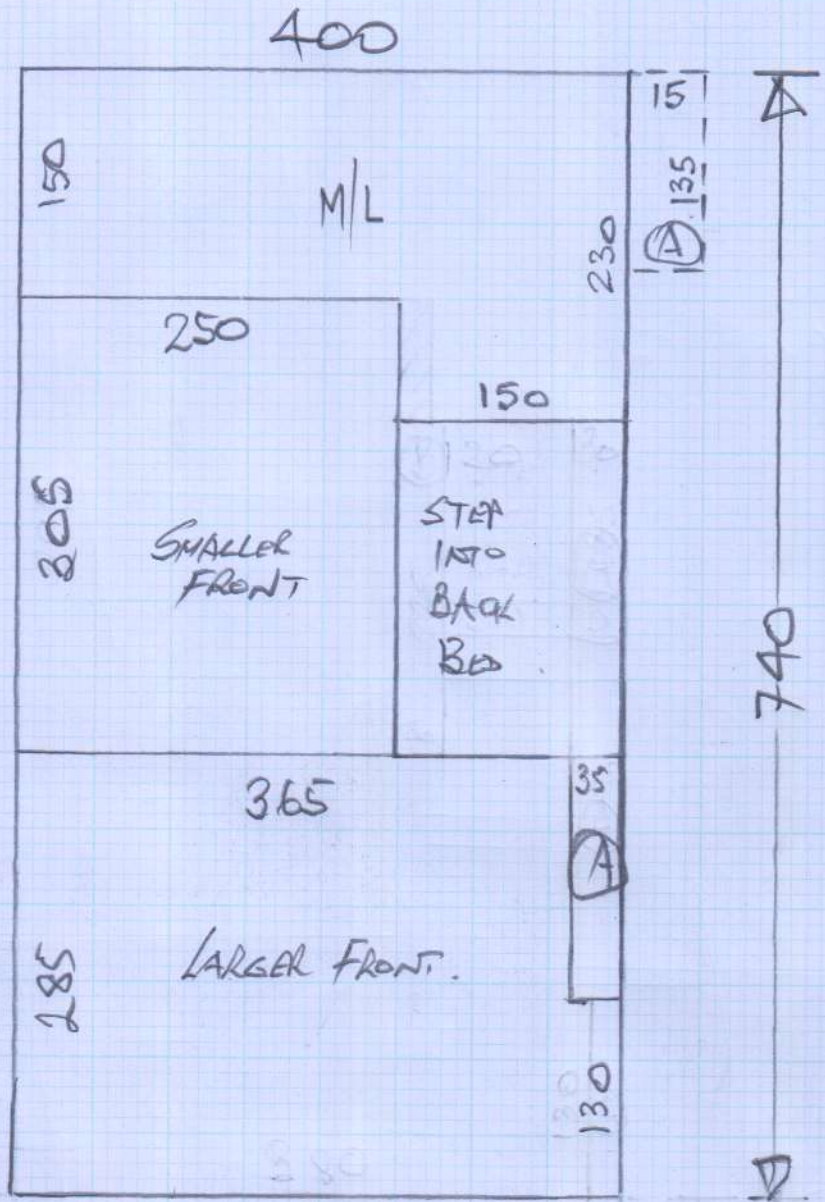 400
15
150
M/L
135
A
230
250
150
305
SMALLER
FRONT
STEP
INTO
BACK
BED
740
365
35
A
285
LARGER FRONT.
130